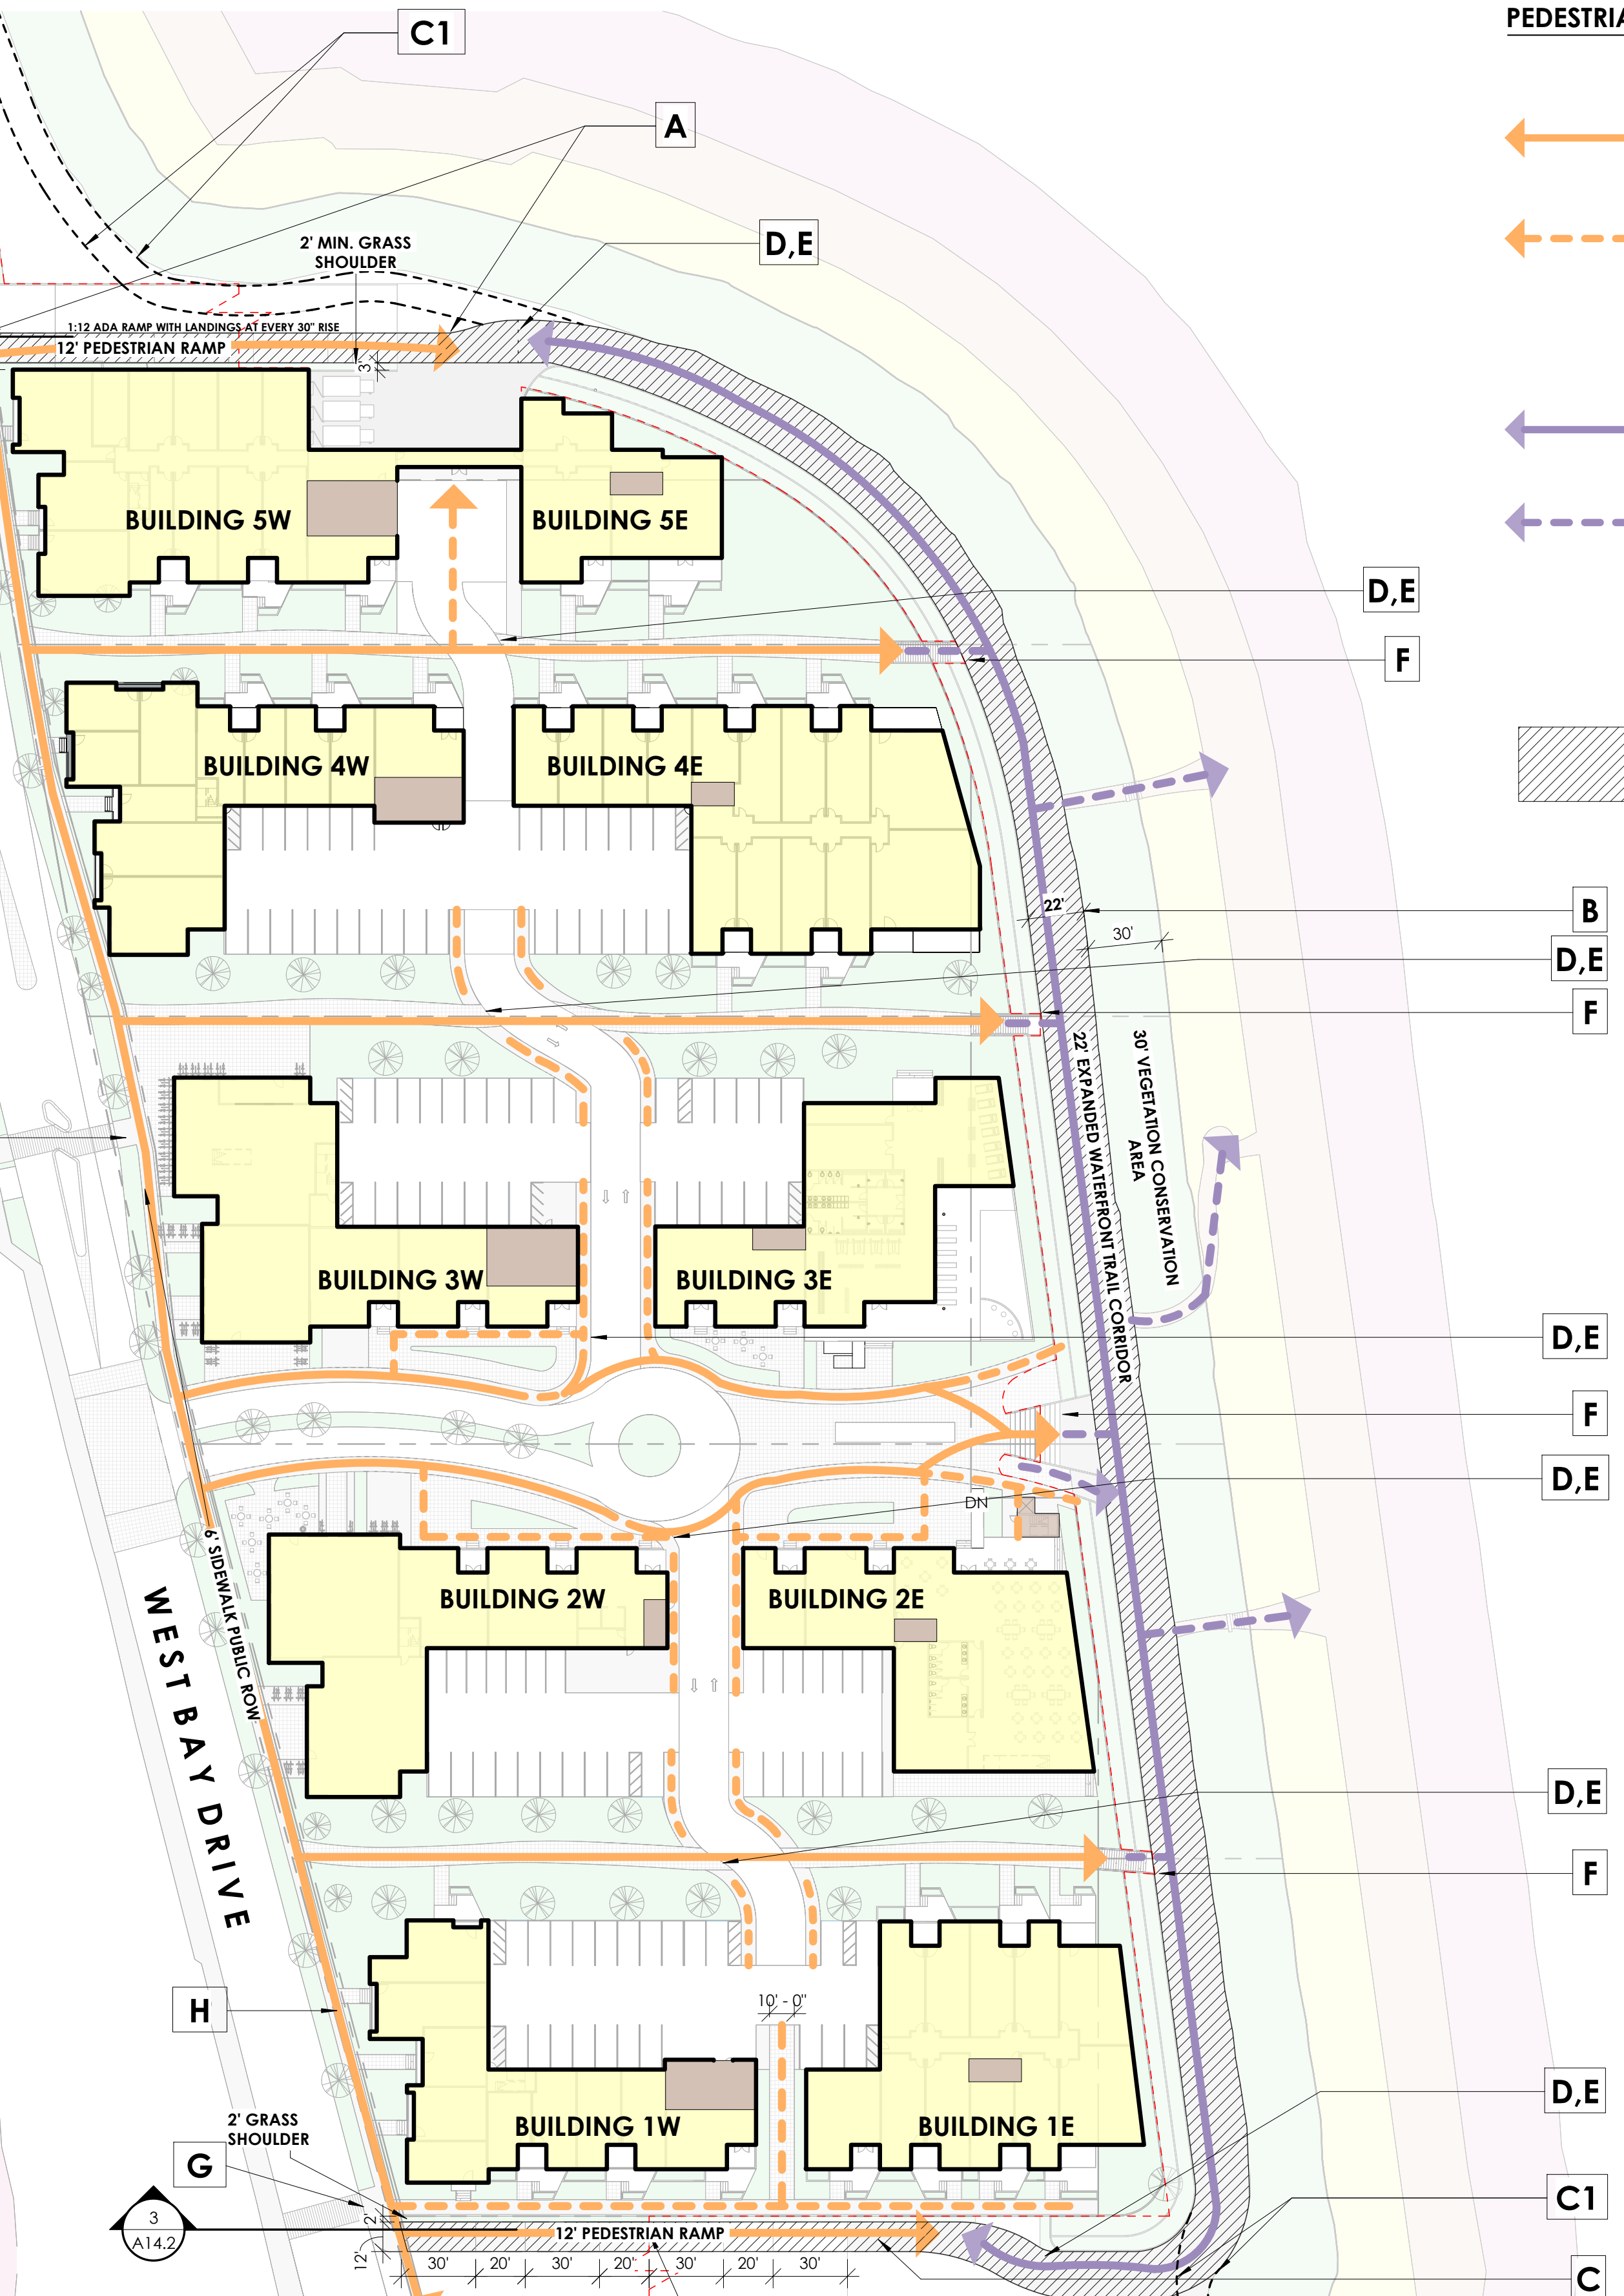 PEDESTRIA
C1
A
D,E
2' MIN. GRASS
SHOULDER
1:12 ADA RAMP WITH LANDINGS AT EVERY 30" RISE
12' PEDESTRIAN RAMP
3'
BUILDING 5W
BUILDING 5E
D,E
F
BUILDING 4W
BUILDING 4E
22'
B
30'
D,E
F
22' EXPANDED WATERFRONT TRAIL CORRIDOR
30' VEGETATION CONSERVATION
AREA
BUILDING 3W
BUILDING 3E
D,E
F
D,E
DN
6' SIDEWALK PUBLIC ROW
WEST BAY DRIVE
BUILDING 2W
BUILDING 2E
D,E
F
H
10' - 0"
D,E
2' GRASS
SHOULDER
BUILDING 1W
BUILDING 1E
G
C1
3
A14.2
2'
12'
12' PEDESTRIAN RAMP
30'
20'
30'
20'
30'
20'
30'
C